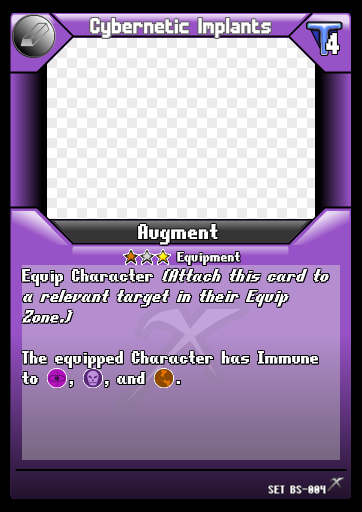 Cybernetic Implants
T4
Augment
Equipment
Equip Character (Attach this card to
a relevant target in their Equip
Zone.)
The equipped Character has Immune
to , , and .
SET BS-004